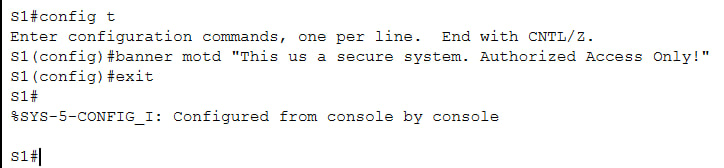 S1#config t
Enter configuration commands, one per line.  End with CNTL/Z.
S1(config)#banner motd "This us a secure system. Authorized Access Only!"
S1(config)#exit
S1#
%SYS-5-CONFIG_I: Configured from console by console

S1#